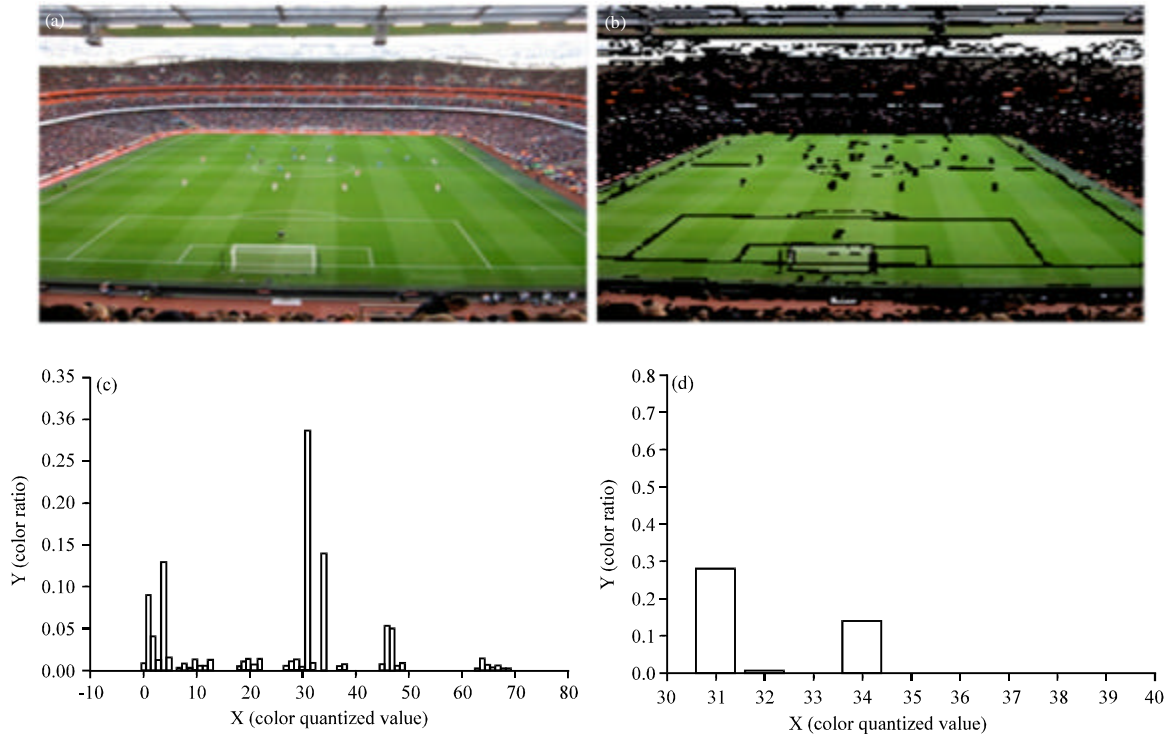 (a)
(b)
(c)
0.35
0.36
0.25
0.20
0.15
0.10
0.05
0.00
-10 0 10 20 30 40 50 60 70 80
X (color quantized value)
Y (color ratio)
(d)
0.8
0.7
0.6
0.5
0.4
0.3
0.2
0.1
0.0
30 31 32 33 34 35 36 37 38 39 40
X (color quantized value)
Y (color ratio)